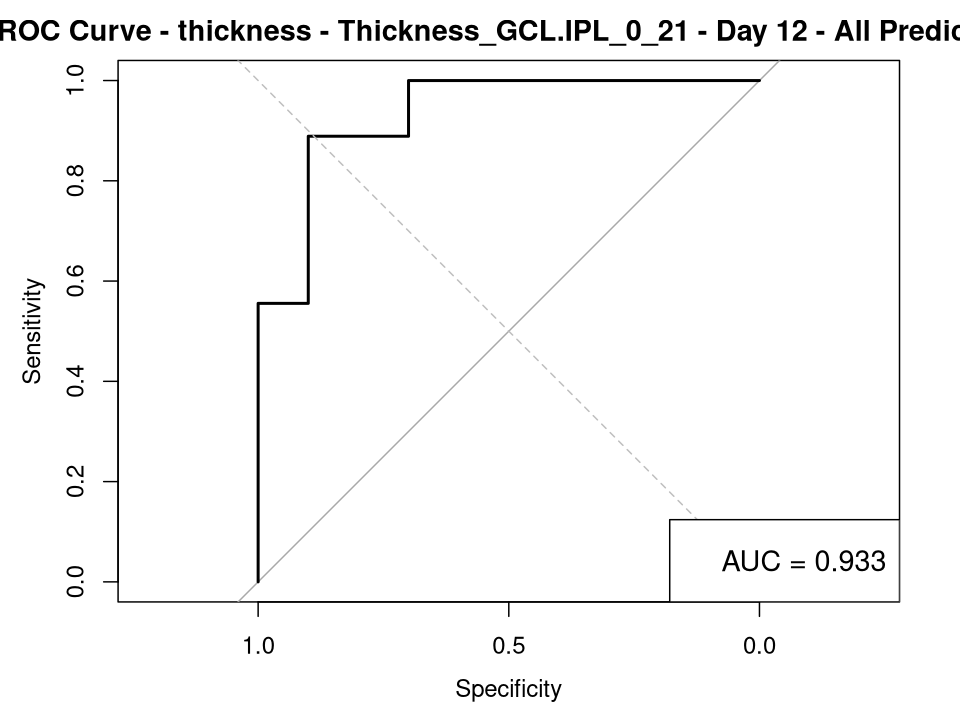 ROC Curve - thickness - Thickness_GCL.IPL_0_21 - Day 12 - All Predic
1.0
0.8
0.6
0.4
0.2
0.0
Sensitivity
AUC = 0.933
1.0 0.5 0.0
Specificity